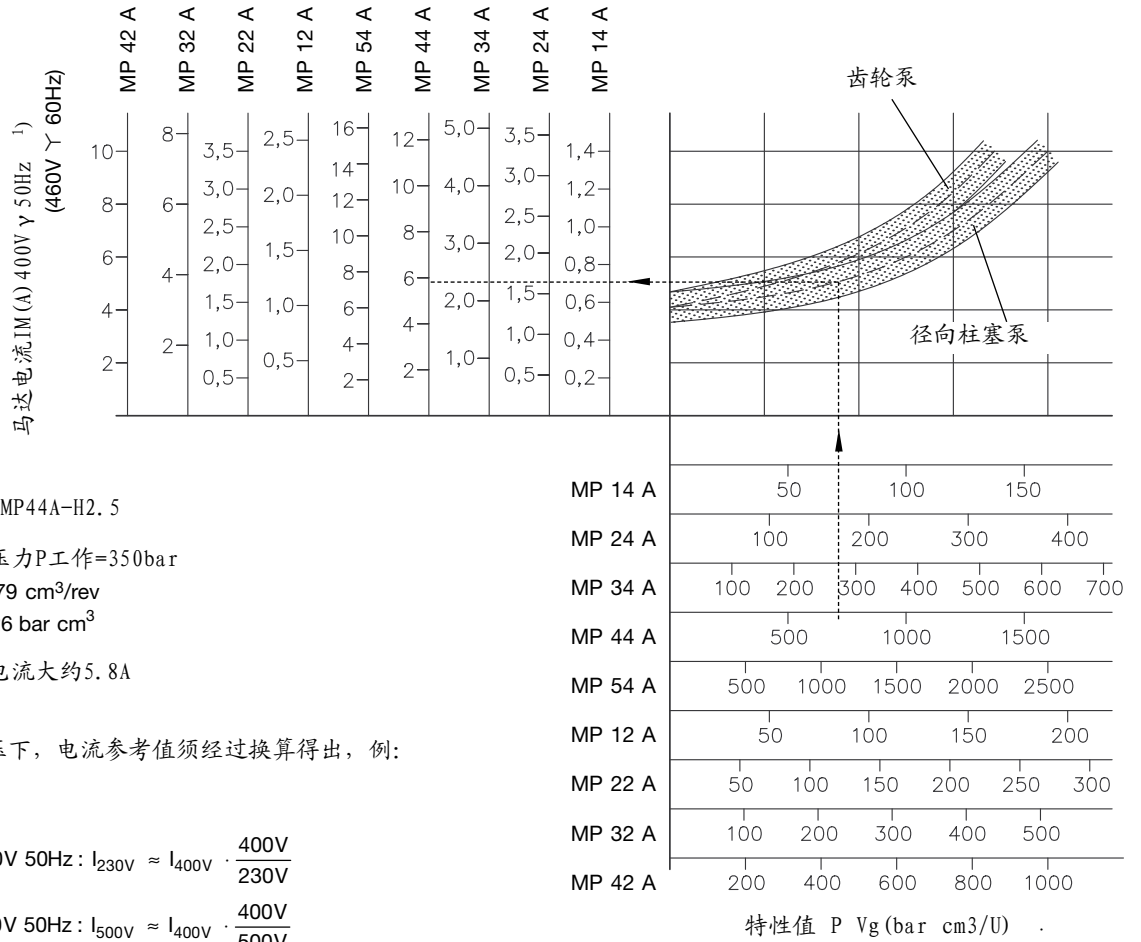 MP 42 A
MP 32 A
MP 22 A
MP 12 A
MP 54 A
MP 44 A
MP 34 A
MP 24 A
MP 14 A
马达电流IM(A)400V γ 50Hz 1)
(460V Y 60Hz)
10
8
6
4
2
8
6
4
2
3,5
3,0
2,5
2,0
1,5
1,0
0,5
2,5
2,0
1,5
1,0
0,5
16
14
12
10
8
6
4
2
12
10
8
6
4
2
5,0
4,0
3,0
2,0
1,0
3,5
3,0
2,5
2,0
1,5
1,0
0,5
1,4
1,2
1,0
0,8
0,6
0,4
0,2
齿轮泵
径向柱塞泵
MP 14 A 50 100 150
MP 24 A 100 200 300 400
MP 34 A 100 200 300 400 500 600 700
MP 44 A 500 1000 1500
MP 54 A 500 1000 1500 2000 2500
MP 12 A 50 100 150 200
MP 22 A 50 100 150 200 250 300
MP 32 A 100 200 300 400 500
MP 42 A 200 400 600 800 1000
特性值 P Vg(bar cm3/U) .
MP44A-H2.5
压力P工作=350bar
79 cm³/rev
6 bar cm³
电流大约5.8A
压下，电流参考值须经过换算得出，例：
0V 50Hz : I230V ≈ I400V · 400V/230V
0V 50Hz : I500V ≈ I400V · 400V/500V